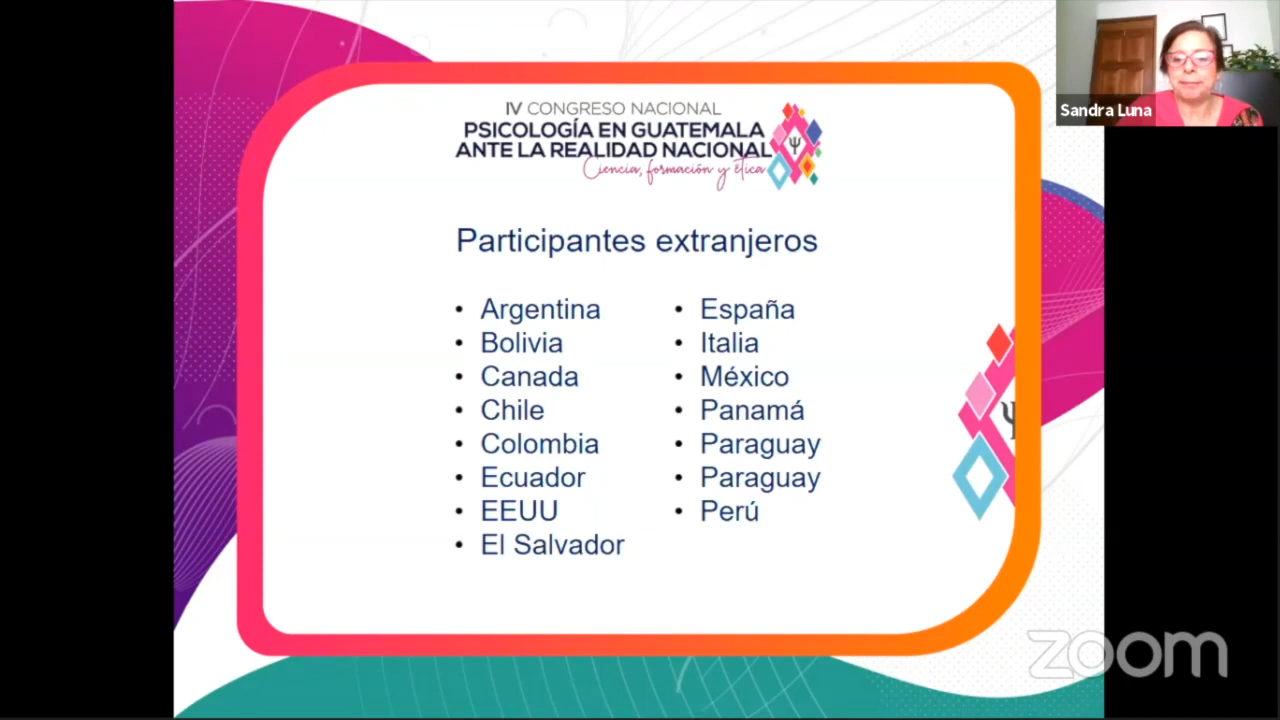 IV CONGRESO NACIONAL
PSICOLOGÍA EN GUATEMALA
ANTE LA REALIDAD NACIONAL
Ciencia, formación y ética
Participantes extranjeros
• Argentina
• Bolivia
• Canada
• Chile
• Colombia
• Ecuador
• EEUU
• El Salvador
• España
• Italia
• México
• Panamá
• Paraguay
• Paraguay
• Perú
Sandra Luna
zoom